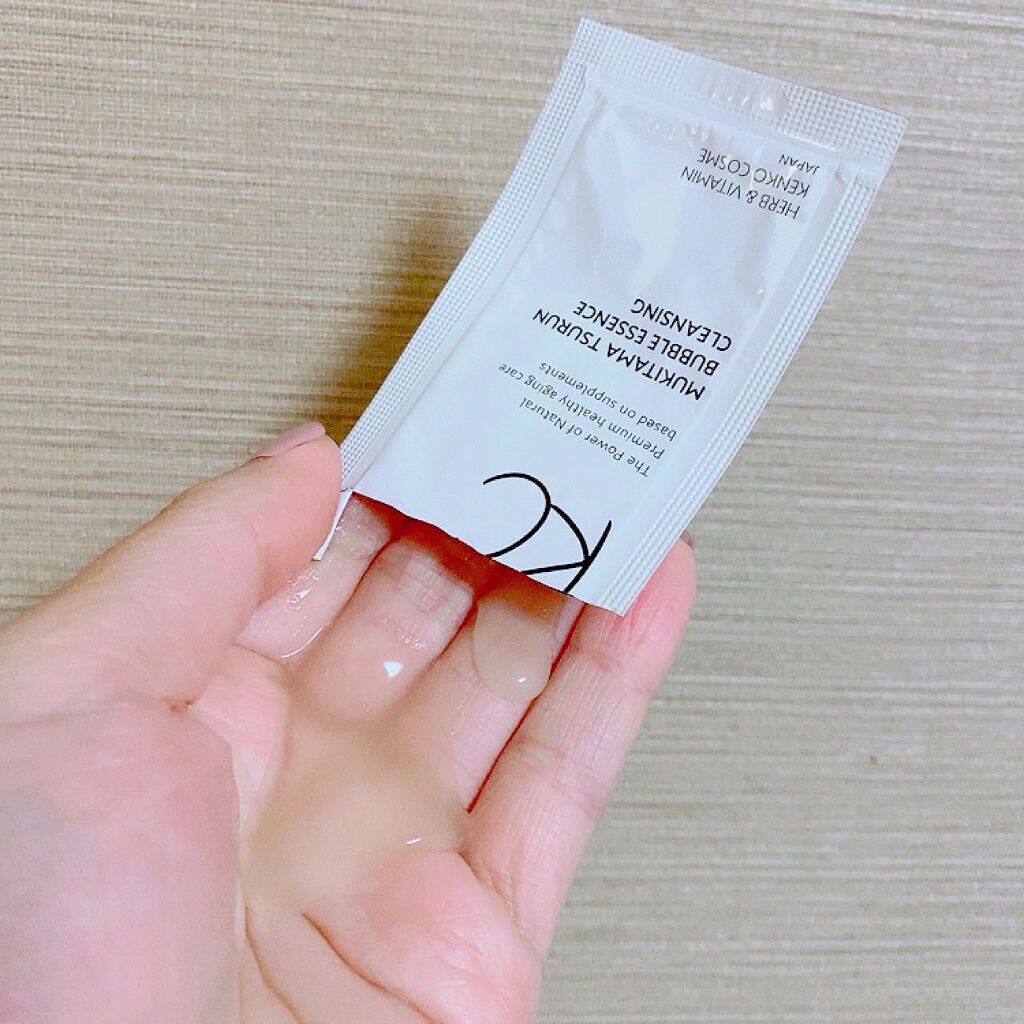 KC
The Power of Natural
Premium healthy aging care
based on supplements
MUKITAMA TSURUN
BUBBLE ESSENCE
CLEANSING
HERB & VITAMIN
KENKO COSME
JAPAN